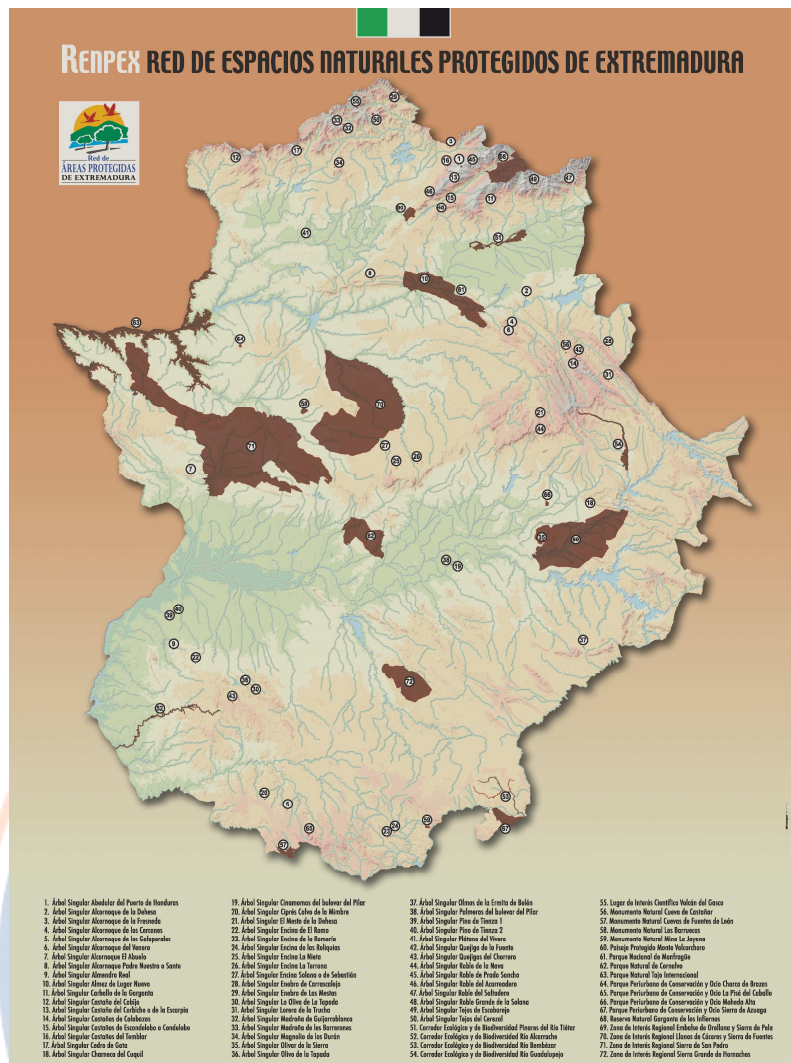 RENPEX RED DE ESPACIOS NATURALES PROTEGIDOS DE EXTREMADURA
Red de
ÁREAS PROTEGIDAS
DE EXTREMADURA
1. Árbol Singular Abedular del Puerto de Honduras
2. Árbol Singular Alcornoque de la Dehesa
3. Árbol Singular Alcornoque de la Fresneda
4. Árbol Singular Alcornoque de los Cercones
5. Árbol Singular Alcornoque de los Galaperales
6. Árbol Singular Alcornoque del Venero
7. Árbol Singular Alcornoque El Abuelo
8. Árbol Singular Alcornoque Padre Nuestro o Santo
9. Árbol Singular Almendro Real
10. Árbol Singular Almez de Lugar Nuevo
11. Árbol Singular Carballo de la Garganta
12. Árbol Singular Castaño del Cobijo
13. Árbol Singular Castaño del Corbiche o de la Escarpia
14. Árbol Singular Castaños de Calabazas
15. Árbol Singular Castaños de Escondelobo o Condelobo
16. Árbol Singular Castaños del Temblar
17. Árbol Singular Cedro de Gata
18. Árbol Singular Charneca del Cuquil
19. Árbol Singular Cinamomos del bulevar del Pilar
20. Árbol Singular Ciprés Calvo de la Mimbre
21. Árbol Singular El Mesto de la Dehesa
22. Árbol Singular Encina de El Romo
23. Árbol Singular Encina de la Romería
24. Árbol Singular Encina de las Reliquias
25. Árbol Singular Encina La Nieta
26. Árbol Singular Encina La Terrona
27. Árbol Singular Encina Solana o de Sebastián
28. Árbol Singular Enebro de Carrascalejo
29. Árbol Singular Enebro de Las Mestas
30. Árbol Singular La Oliva de La Tapada
31. Árbol Singular Lorera de la Trucha
32. Árbol Singular Madroña de Guijarroblanco
33. Árbol Singular Madroña de los Barrerones
34. Árbol Singular Magnolio de los Durán
35. Árbol Singular Olivar de la Sierra
36. Árbol Singular Olivo de la Tapada
37. Árbol Singular Olmos de la Ermita de Belén
38. Árbol Singular Palmeras del bulevar del Pilar
39. Árbol Singular Pino de Tienza 1
40. Árbol Singular Pino de Tienza 2
41. Árbol Singular Plátano del Vivero
42. Árbol Singular Quejiga de la Fuente
43. Árbol Singular Quejigas del Chorrero
44. Árbol Singular Roble de la Nava
45. Árbol Singular Roble de Prado Sancho
46. Árbol Singular Roble del Acarreadero
47. Árbol Singular Roble del Saltadero
48. Árbol Singular Roble Grande de la Solana
49. Árbol Singular Tejo de Escobarejo
50. Árbol Singular Tejos del Cerezal
51. Corredor Ecológico y de Biodiversidad Pinares del Río Tiétar
52. Corredor Ecológico y de Biodiversidad Río Alcarrache
53. Corredor Ecológico y de Biodiversidad Río Bembézar
54. Corredor Ecológico y de Biodiversidad Río Guadalupejo
55. Lugar de Interés Científico Volcán del Gasco
56. Monumento Natural Cueva de Castañar
57. Monumento Natural Cuevas de Fuentes de León
58. Monumento Natural Los Barruecos
59. Monumento Natural Mina La Jayona
60. Paisaje Protegido Monte Valcorchero
61. Parque Nacional de Monfragüe
62. Parque Natural de Cornalvo
63. Parque Natural Tajo Internacional
64. Parque Periurbano de Conservación y Ocio Charca de Brozas
65. Parque Periurbano de Conservación y Ocio La Pisá del Caballo
66. Parque Periurbano de Conservación y Ocio Moheda Alta
67. Parque Periurbano de Conservación y Ocio Sierra de Azuaga
68. Reserva Natural Garganta de los Infiernos
69. Zona de Interés Regional Embalse de Orellana y Sierra de Pela
70. Zona de Interés Regional Llanos de Cáceres y Sierra de Fuentes
71. Zona de Interés Regional Sierra de San Pedro
72. Zona de Interés Regional Sierra Grande de Hornachos